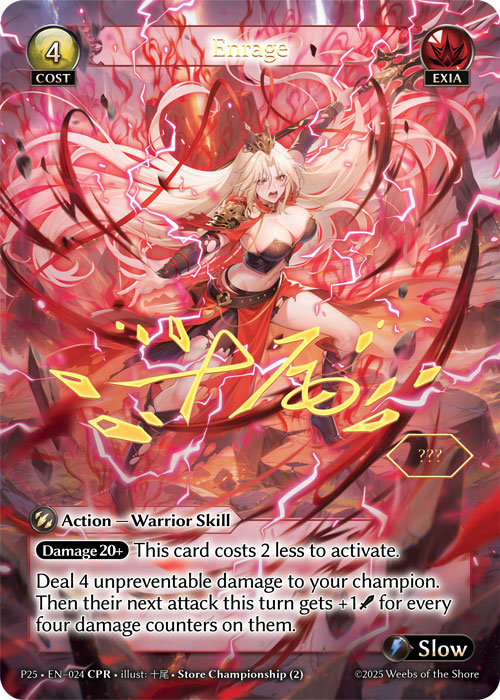 4
COST
Enrage
EXIA
十尾
???
Action — Warrior Skill
Damage 20+ This card costs 2 less to activate.
Deal 4 unpreventable damage to your champion.
Then their next attack this turn gets +1 for every
four damage counters on them.
Slow
P25 • EN-024 CPR • illust: 十尾 • Store Championship (2)
©2025 Weebs of the Shore